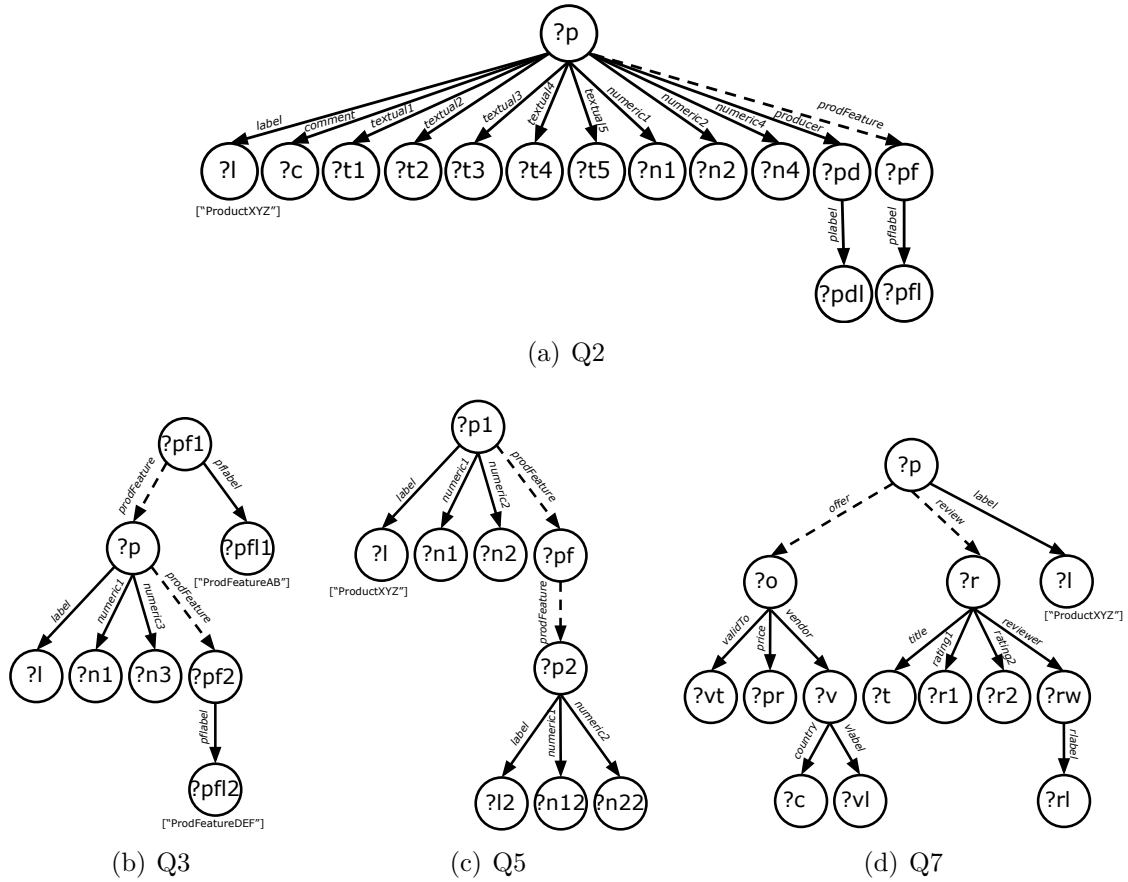 ?p
label
comment
textual1
textual2
textual3
textual4
textual5
numeric1
numeric2
numeric4
producer
prodFeature
?l
?c
?t1
?t2
?t3
?t4
?t5
?n1
?n2
?n4
?pd
?pf
["ProductXYZ"]
plabel
pflabel
?pdl
?pfl
(a) Q2
?pf1
prodFeature
pflabel
?p
?pfl1
["ProdFeatureAB"]
label
numeric1
numeric3
prodFeature
?l
?n1
?n3
?pf2
pflabel
?pfl2
["ProdFeatureDEF"]
(b) Q3
?p1
label
numeric1
numeric2
prodFeature
?l
?n1
?n2
?pf
["ProductXYZ"]
prodFeature
?p2
label
numeric1
numeric2
?l2
?n12
?n22
(c) Q5
?p
offer
review
label
?o
?r
?l
["ProductXYZ"]
validTo
price
vendor
title
rating1
rating2
reviewer
?vt
?pr
?v
?t
?r1
?r2
?rw
country
vlabel
rlabel
?c
?vl
?rl
(d) Q7